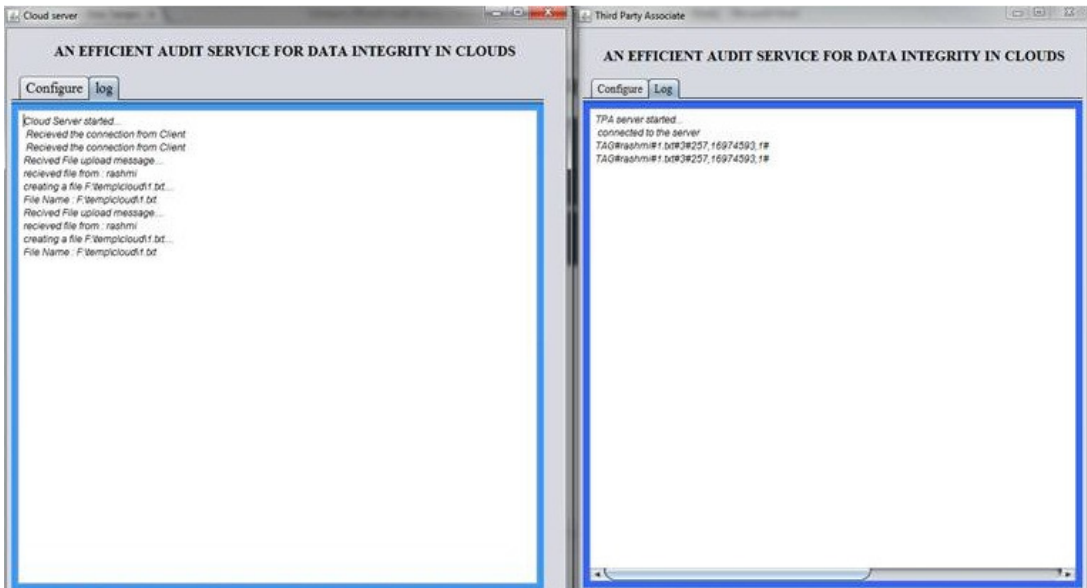 Cloud server
AN EFFICIENT AUDIT SERVICE FOR DATA INTEGRITY IN CLOUDS
Configure log
Cloud Server started...
Recieved the connection from Client
Recieved the connection from Client
Recived File upload message....
recieved file from : rashmi
creating a file F:\temp\cloud\1.txt....
File Name : F:\temp\cloud\1.txt
Recived File upload message....
recieved file from : rashmi
creating a file F:\temp\cloud\1.txt....
File Name : F:\temp\cloud\1.txt
Third Party Associate
AN EFFICIENT AUDIT SERVICE FOR DATA INTEGRITY IN CLOUDS
Configure Log
TPA server started...
connected to the server
TAG#rashmi#1.txt#3#257,16974593,1#
TAG#rashmi#1.txt#3#257,16974593,1#